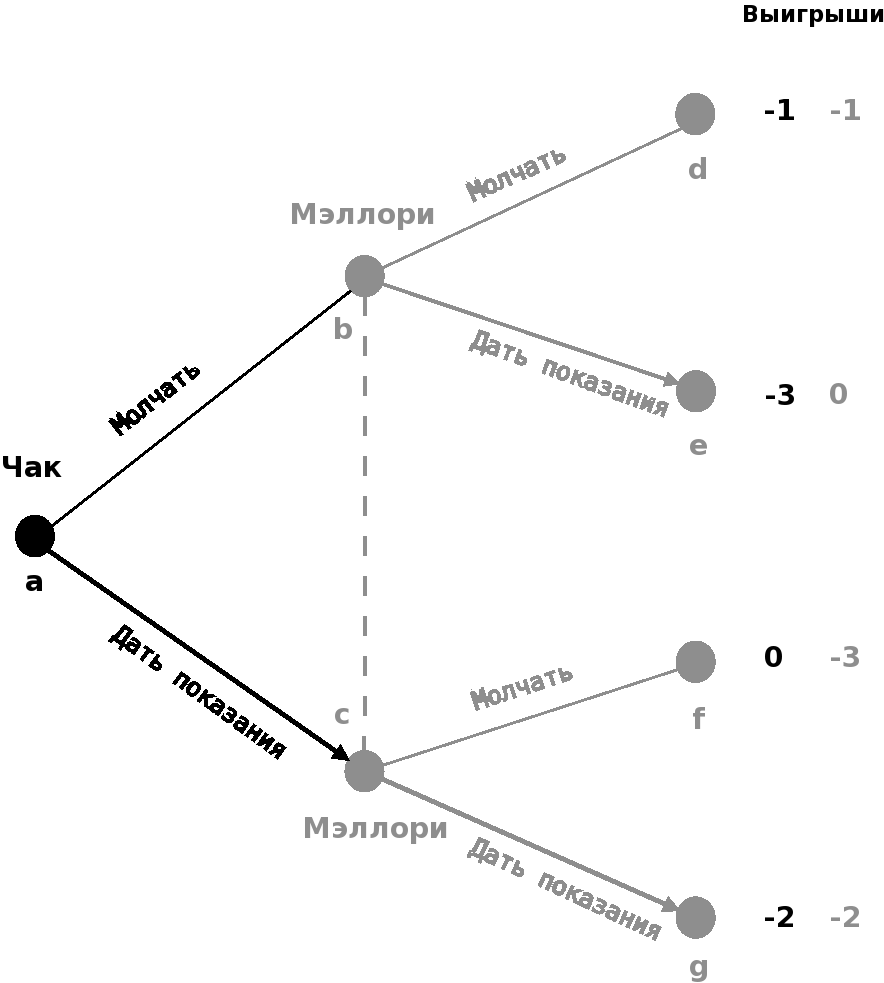 Выигрыши
-1 -1
Молчать
d
Мэллори
b
Дать показания
-3 0
e
Молчать
Чак
a
Дать показания
c
Молчать
0 -3
f
Мэллори
Дать показания
-2 -2
g